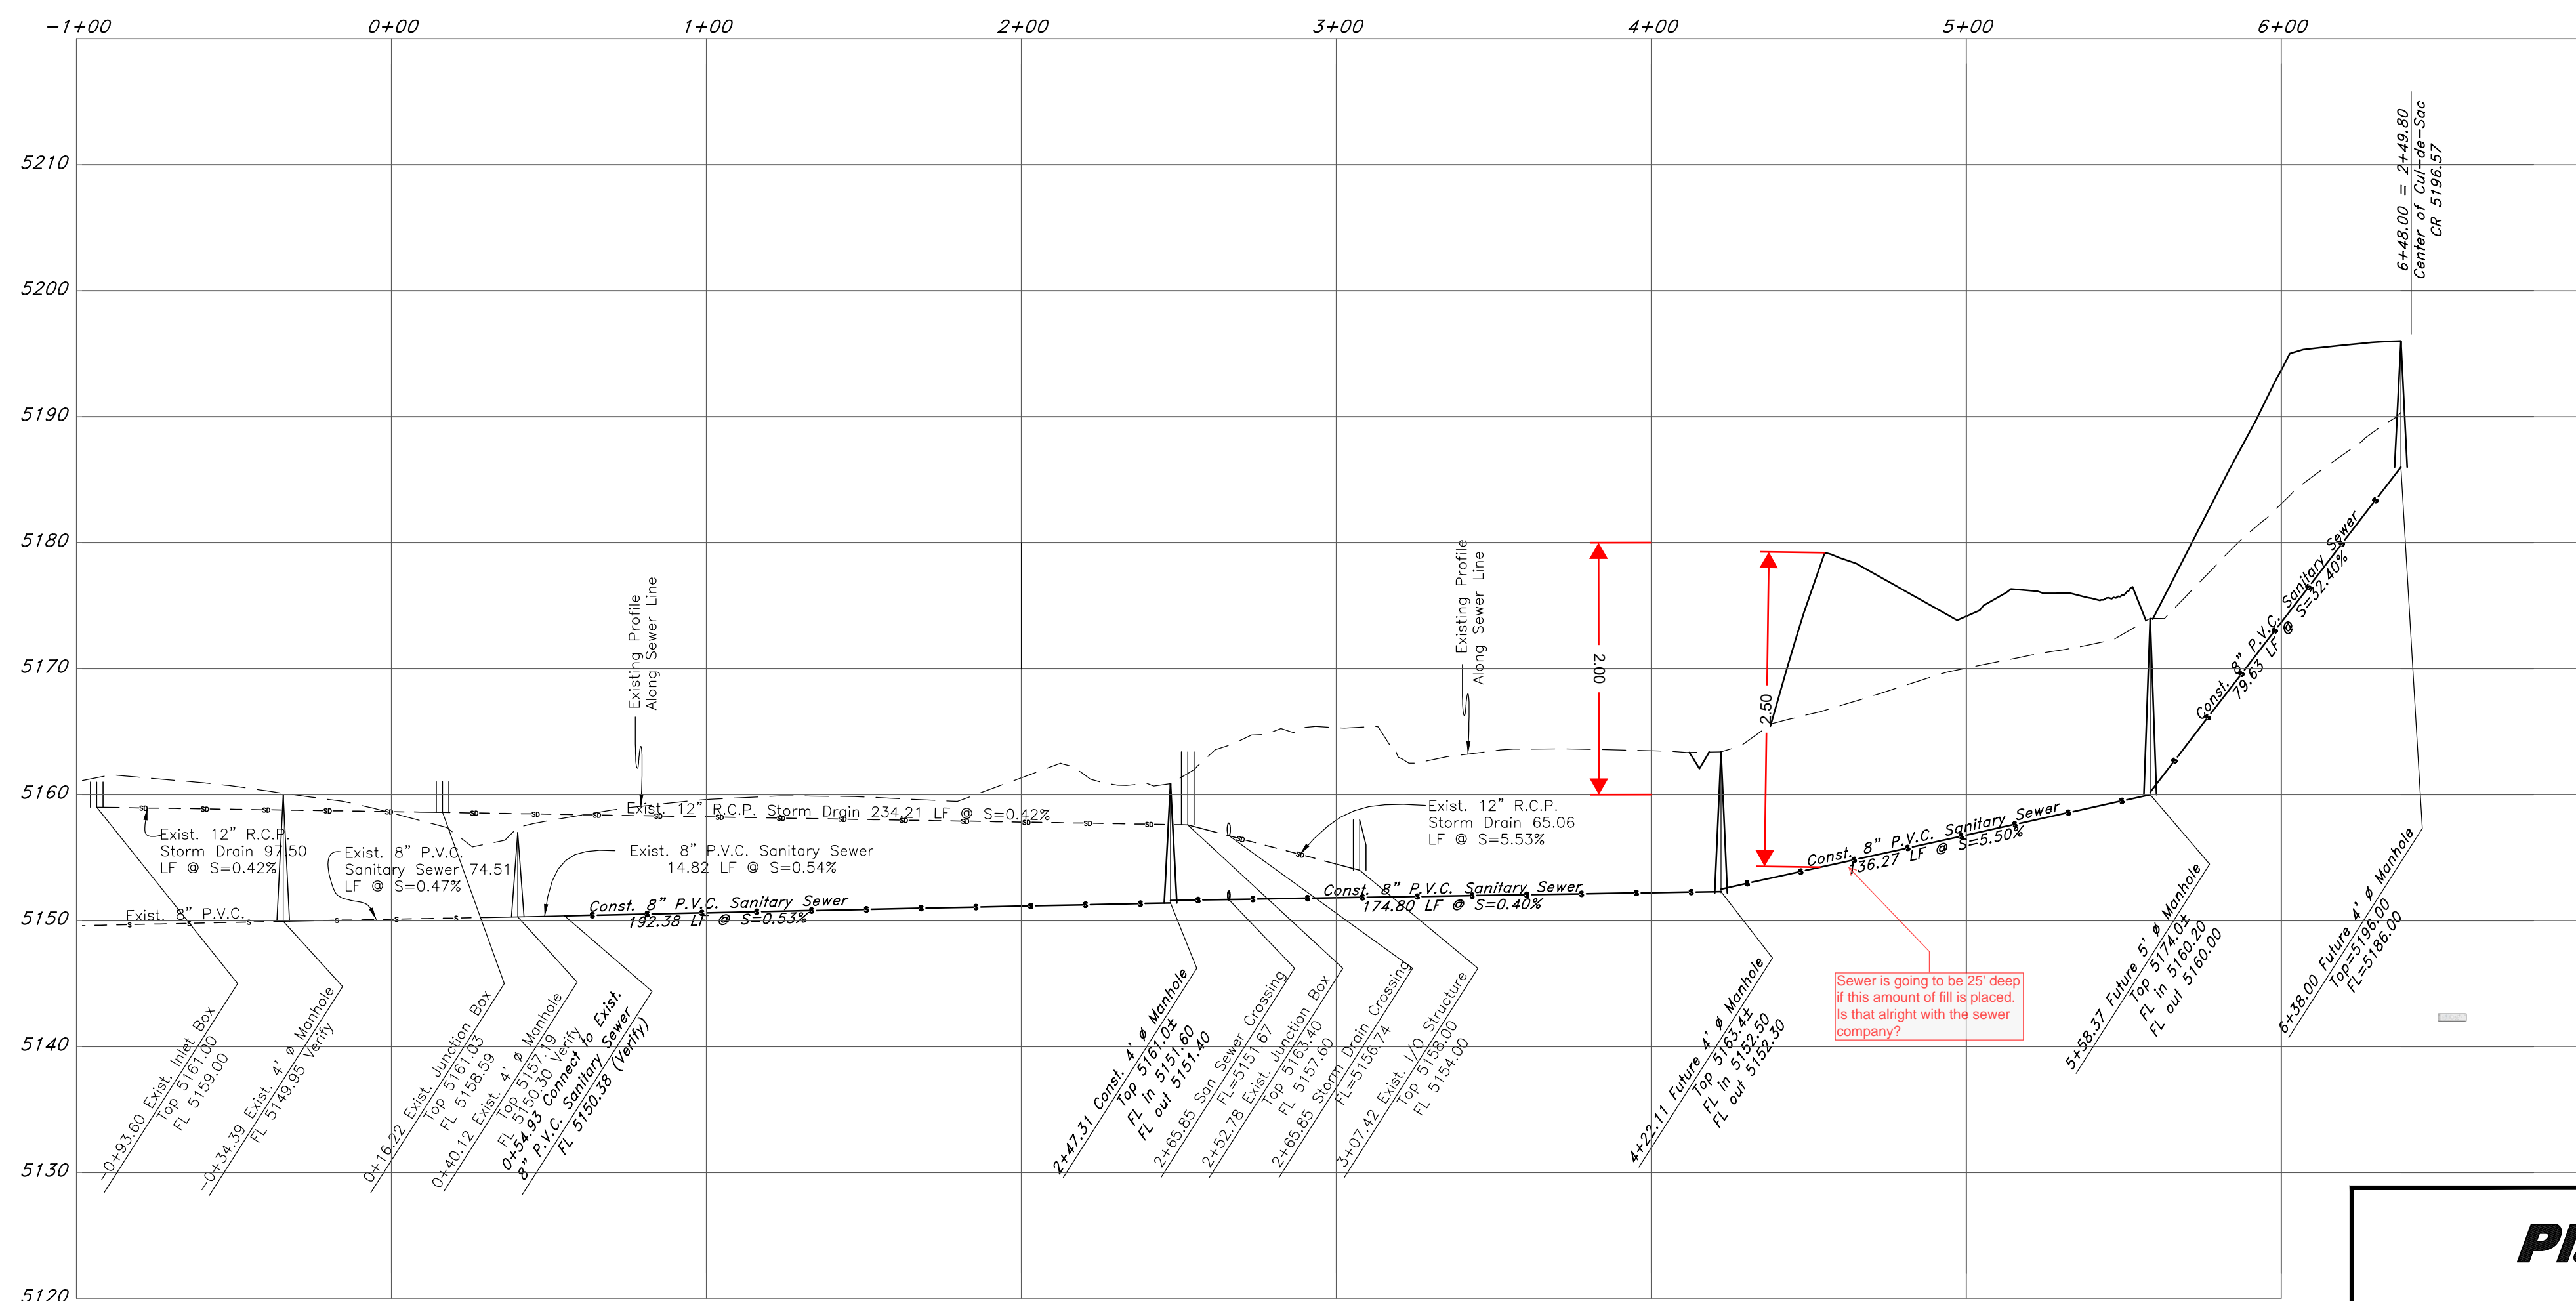 -1+00 0+00 1+00 2+00 3+00 4+00 5+00 6+00
5210
5200
5190
5180
5170
5160
5150
5140
5130
5120
6+48.00 = 2+49.80
Center of Cul-de-Sac
CR 5196.57
Existing Profile
Along Sewer Line
Existing Profile
Along Sewer Line
2.00
2.50
Exist. 12" R.C.P.
Storm Drain 97.50
LF @ S=0.42%
Exist. 8" P.V.C.
Sanitary Sewer 74.51
LF @ S=0.47%
Exist. 8" P.V.C.
Exist. 12" R.C.P. Storm Drain 234.21 LF @ S=0.42%
Exist. 8" P.V.C. Sanitary Sewer
14.82 LF @ S=0.54%
Const. 8" P.V.C. Sanitary Sewer
192.38 LF @ S=0.53%
Exist. 12" R.C.P.
Storm Drain 65.06
LF @ S=5.53%
Const. 8" P.V.C. Sanitary Sewer
174.80 LF @ S=0.40%
Const. 8" P.V.C. Sanitary Sewer
136.27 LF @ S=5.50%
Const. 8" P.V.C. Sanitary Sewer
79.63 LF @ S=32.40%
Sewer is going to be 25' deep
if this amount of fill is placed.
Is that alright with the sewer
company?
-0+93.60 Exist. Inlet Box
Top 5161.00
FL 5159.00
-0+34.39 Exist. 4' ø Manhole
FL 5149.95 Verify
0+16.22 Exist. Junction Box
Top 5161.03
FL 5158.59
0+40.12 Exist. 4' ø Manhole
Top 5157.19
FL 5150.30 Verify
0+54.93 Connect to Exist.
8" P.V.C. Sanitary Sewer
FL 5150.38 (Verify)
2+47.31 Const. 4' ø Manhole
Top 5161.0±
FL in 5151.60
FL out 5151.40
2+65.85 San Sewer Crossing
FL=5151.67
2+52.78 Exist. Junction Box
Top 5163.40
FL 5157.60
2+65.85 Storm Drain Crossing
FL=5156.74
3+07.42 Exist. I/O Structure
Top 5158.00
FL 5154.00
4+22.11 Future 4' ø Manhole
Top 5163.4±
FL in 5152.50
FL out 5152.30
5+58.37 Future 5' ø Manhole
Top 5174.0±
FL in 5160.20
FL out 5160.00
6+38.00 Future 4' ø Manhole
Top=5196.00
FL=5186.00